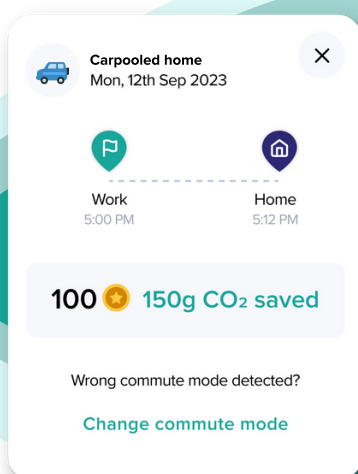 Carpooled home
Mon, 12th Sep 2023
Work
Home
5:00 PM
5:12 PM
100
150g CO₂ saved
Wrong commute mode detected?
Change commute mode